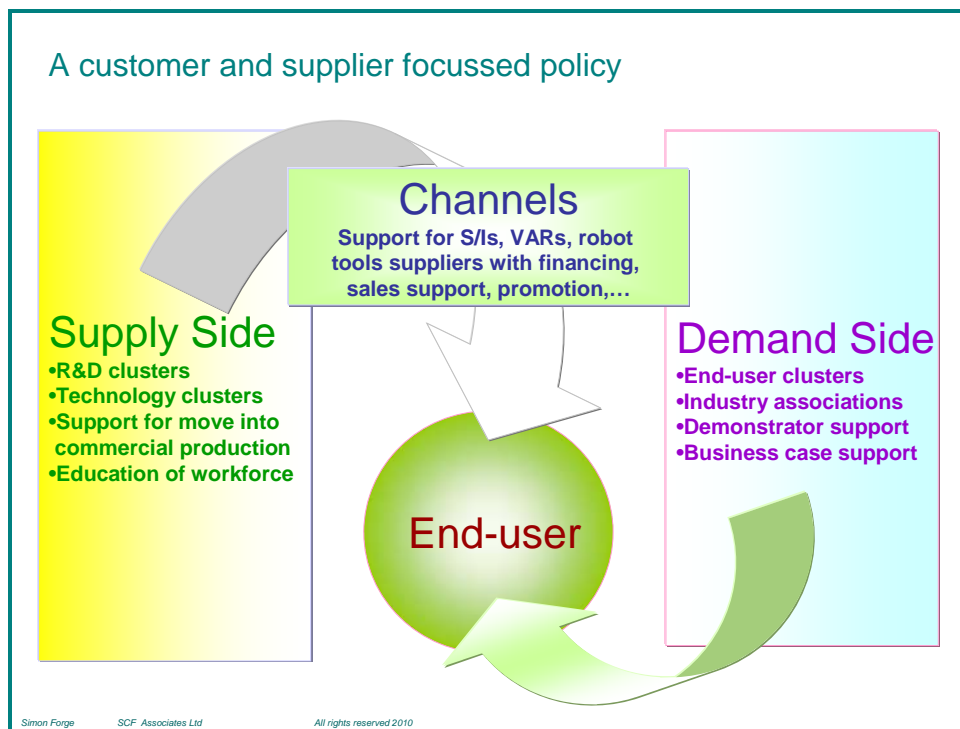 A customer and supplier focussed policy
Channels
Support for S/Is, VARs, robot
tools suppliers with financing,
sales support, promotion,…
Supply Side
•R&D clusters
•Technology clusters
•Support for move into
commercial production
•Education of workforce
Demand Side
•End-user clusters
•Industry associations
•Demonstrator support
•Business case support
End-user
Simon Forge SCF Associates Ltd All rights reserved 2010